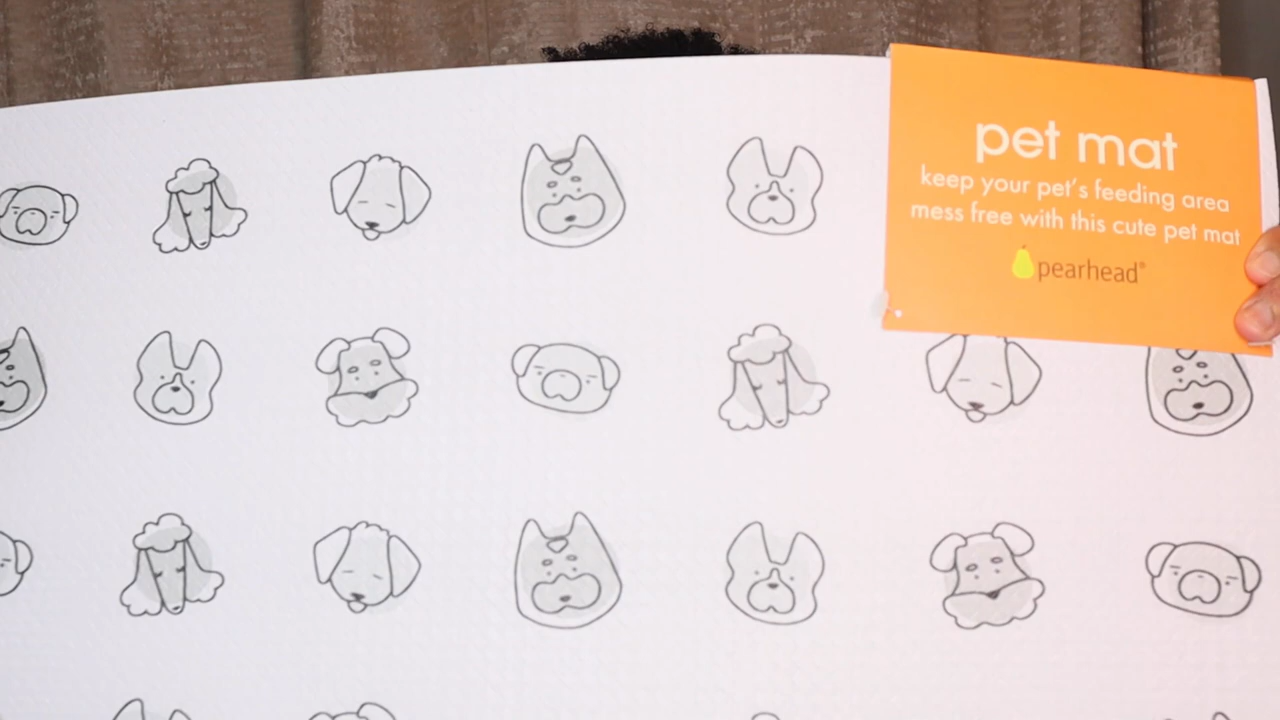 pet mat
keep your pet's feeding area
mess free with this cute pet mat
pearhead®